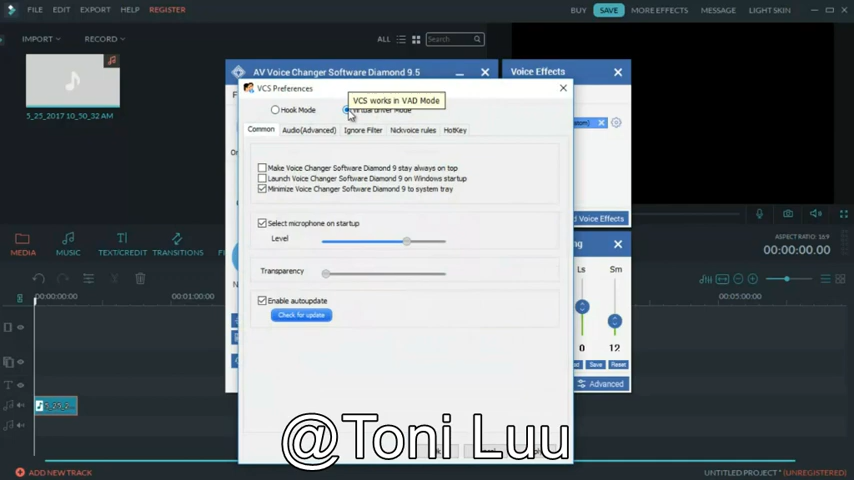 FILE EDIT EXPORT HELP REGISTER
BUY SAVE MORE EFFECTS MESSAGE LIGHT SKIN
IMPORT RECORD
ALL Search
5_25_2017 10_50_32 AM
AV Voice Changer Software Diamond 9.5
Voice Effects
VCS Preferences
VCS works in VAD Mode
Hook Mode
Common Audio(Advanced) Ignore Filter Nickvoice rules HotKey
Make Voice Changer Software Diamond 9 stay always on top
Launch Voice Changer Software Diamond 9 on Windows startup
Minimize Voice Changer Software Diamond 9 to system tray
Select microphone on startup
Level
Transparency
Enable autoupdate
Check for update
Voice Effects
ASPECT RATIO: 16:9
00:00:00.00
MEDIA MUSIC TEXT/CREDIT TRANSITIONS
Ls Sm
0 12
Save Reset
Advanced
00:00:00:00 00:01:00:00 00:05:00:00
5_25_2...
@Toni Luu
ADD NEW TRACK
UNTITLED PROJECT *